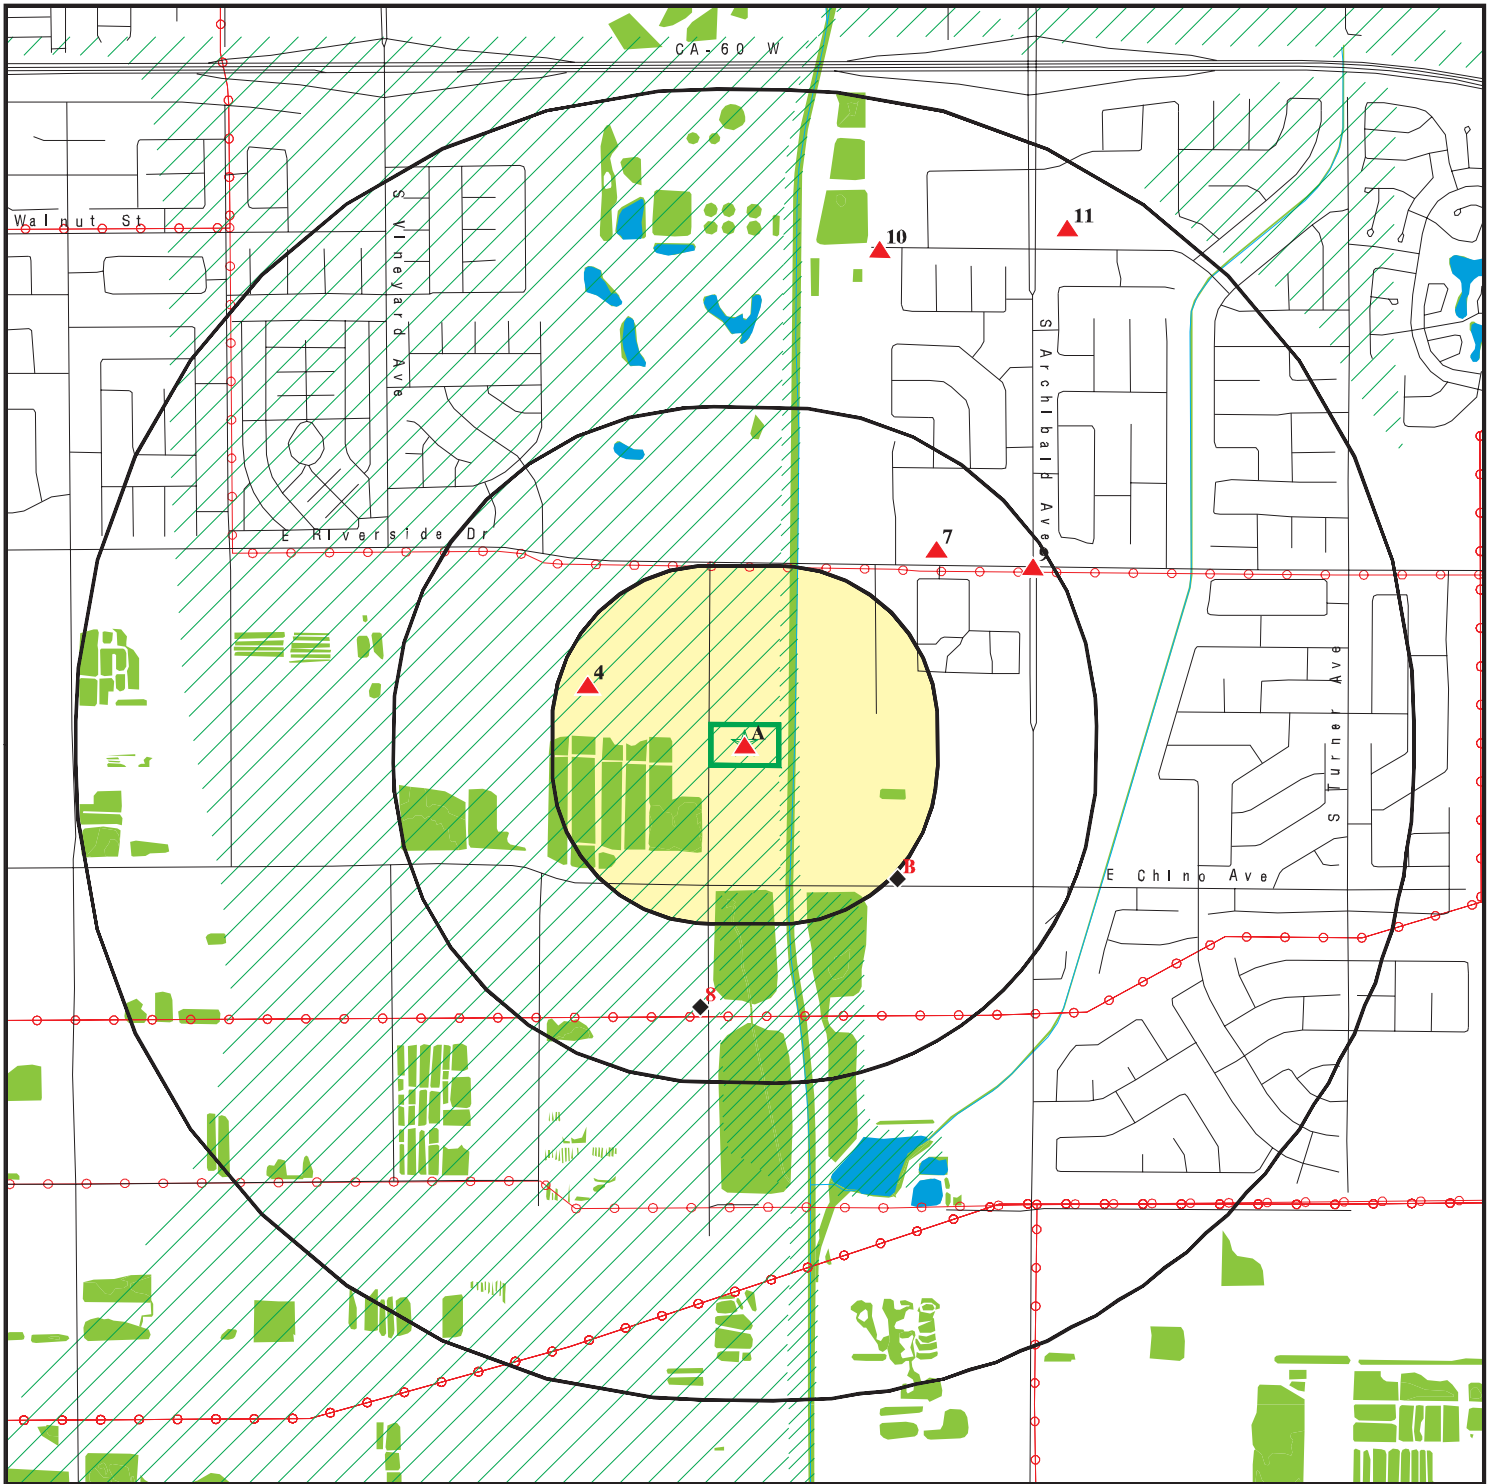 CA-60 W
Walnut St
S Vineyard Ave
11
10
S Archibald Ave
E Riverside Dr
7
4
A
S Turner Ave
B
E Chino Ave
8